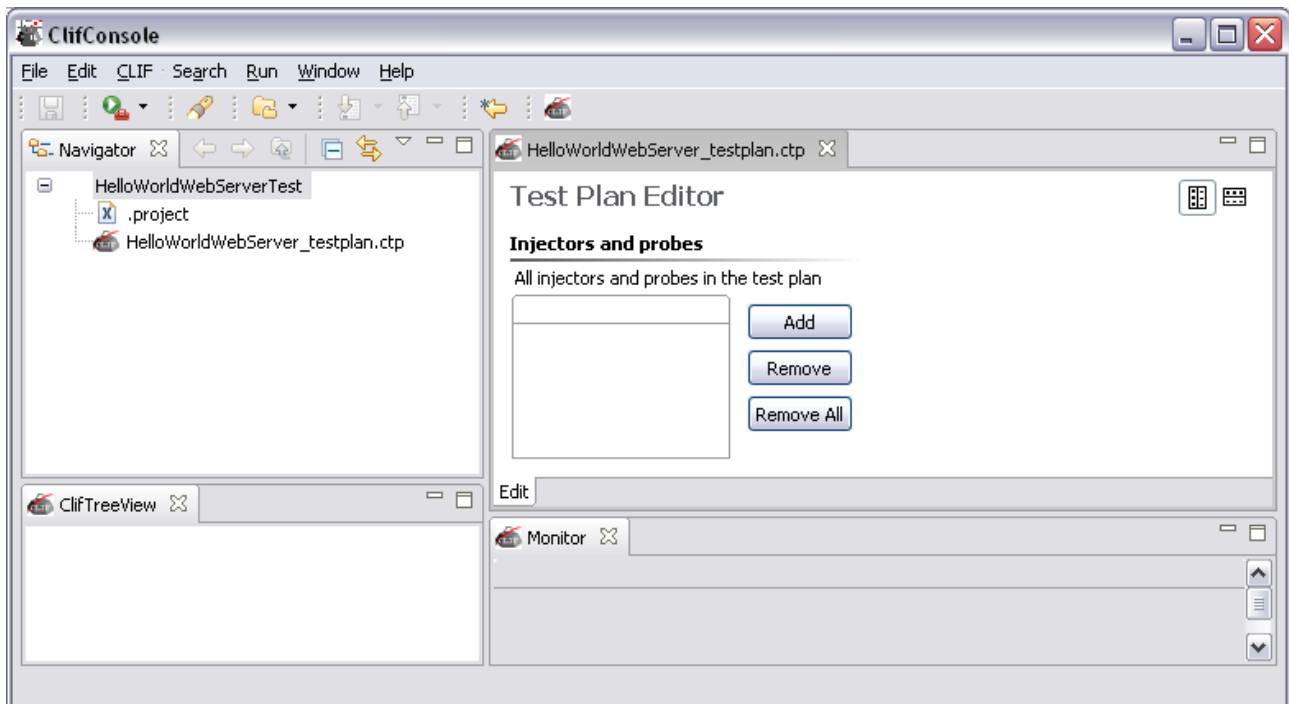 ClifConsole
File Edit CLIF Search Run Window Help
Navigator
HelloWorldWebServerTest
.project
HelloWorldWebServer_testplan.ctp
ClifTreeView
HelloWorldWebServer_testplan.ctp
Test Plan Editor
Injectors and probes
All injectors and probes in the test plan
Add
Remove
Remove All
Edit
Monitor